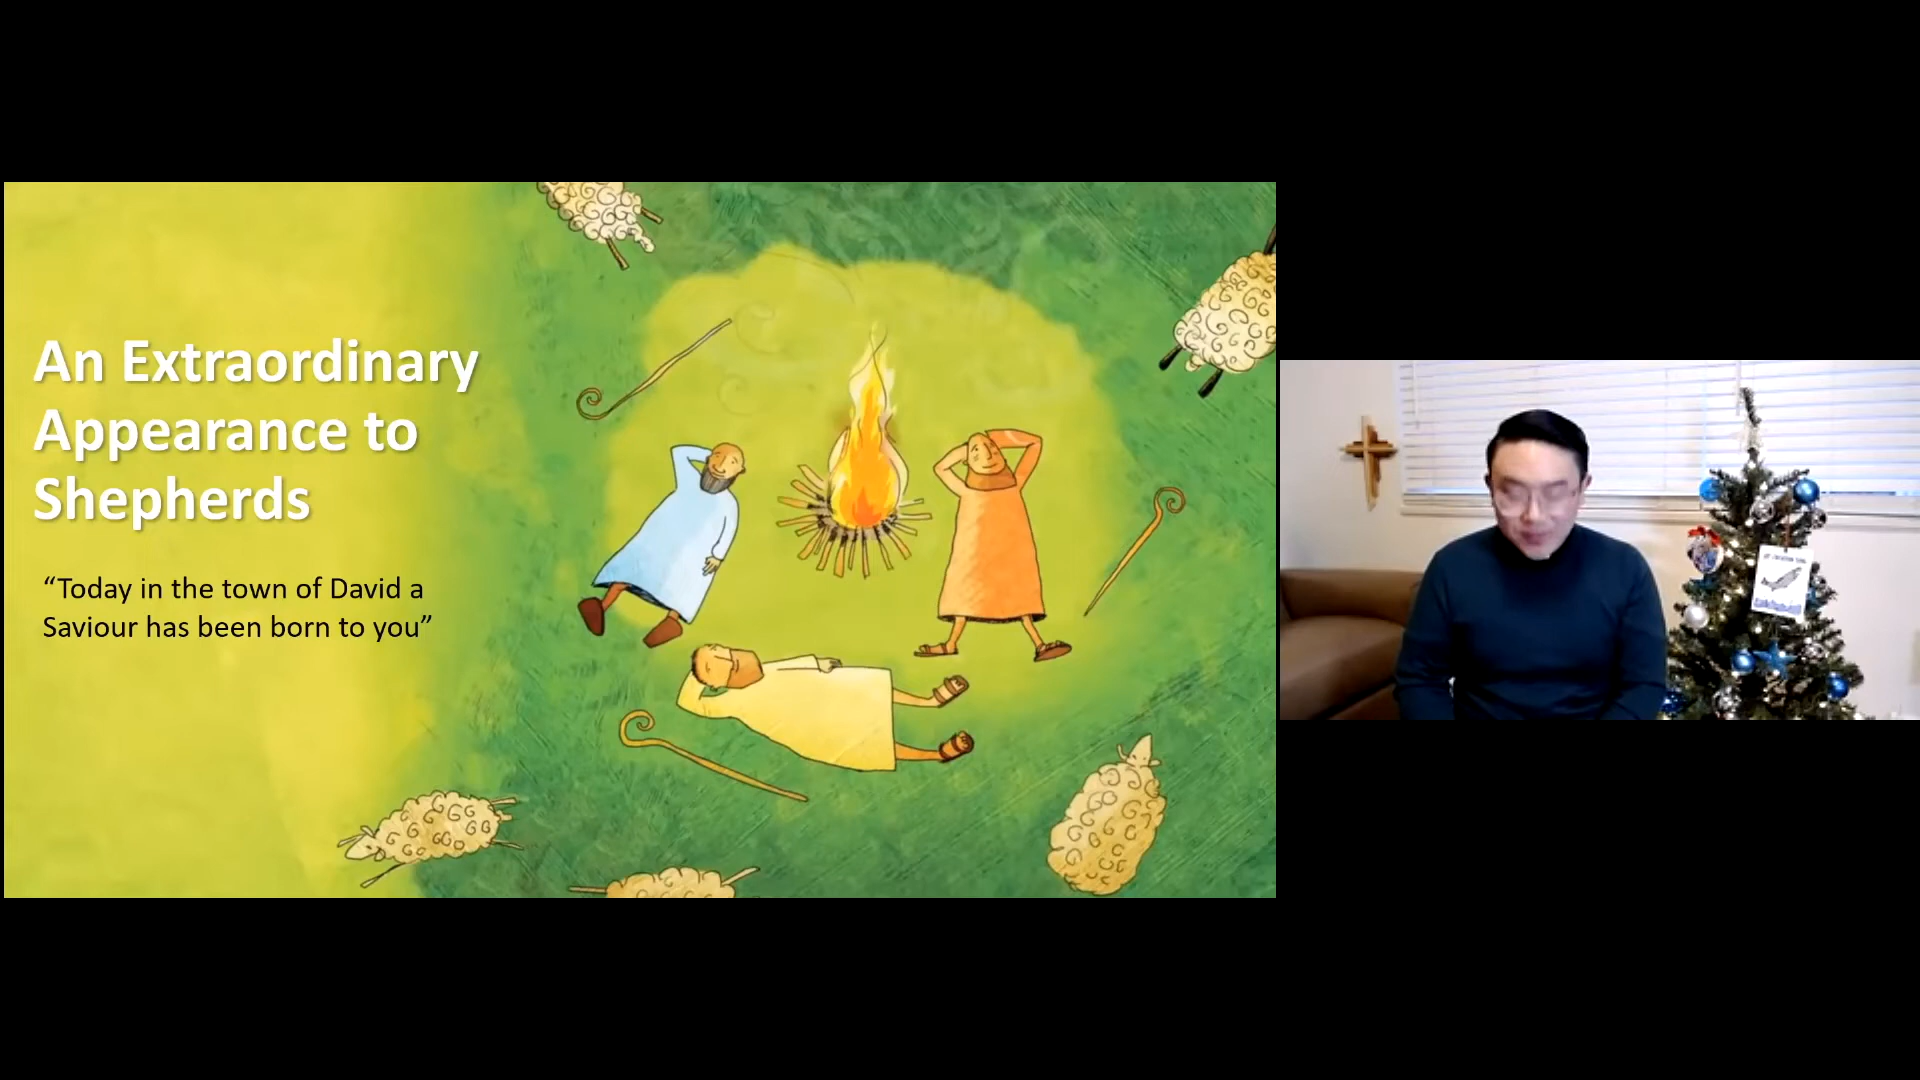 An Extraordinary
Appearance to
Shepherds
“Today in the town of David a
Saviour has been born to you”